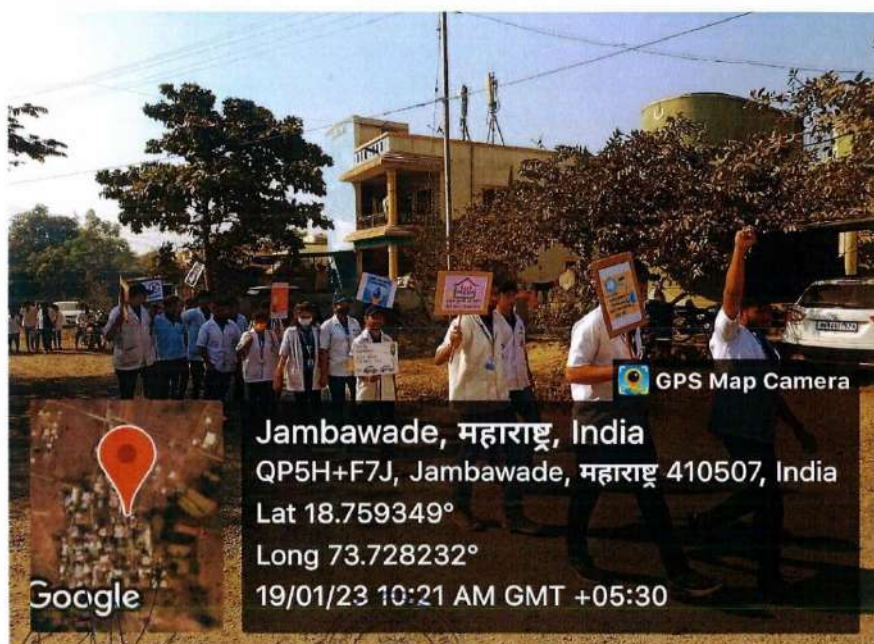 GPS Map Camera
Jambawade, महाराष्ट्र, India
QP5H+F7J, Jambawade, महाराष्ट्र 410507, India
Lat 18.759349°
Long 73.728232°
19/01/23 10:21 AM GMT +05:30
Google